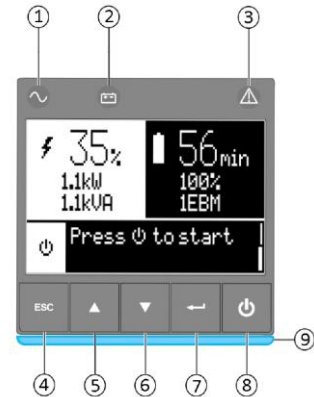 1 2 3
35% 56min
1.1kW 100%
1.1kVA 1EBM
Press ⏻ to start
ESC
9
4 5 6 7 8